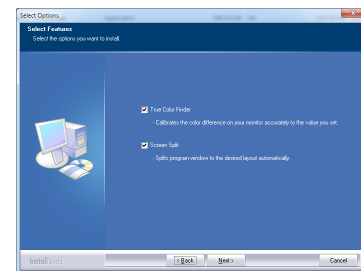 Select Options
Select Features
Select the options you want to install.
True Color Finder
- Calibrates the color difference on your monitor accurately to the value you set.
Screen Split
- Splits program window to the desired layout automatically.
InstallShield
< Back
Next >
Cancel